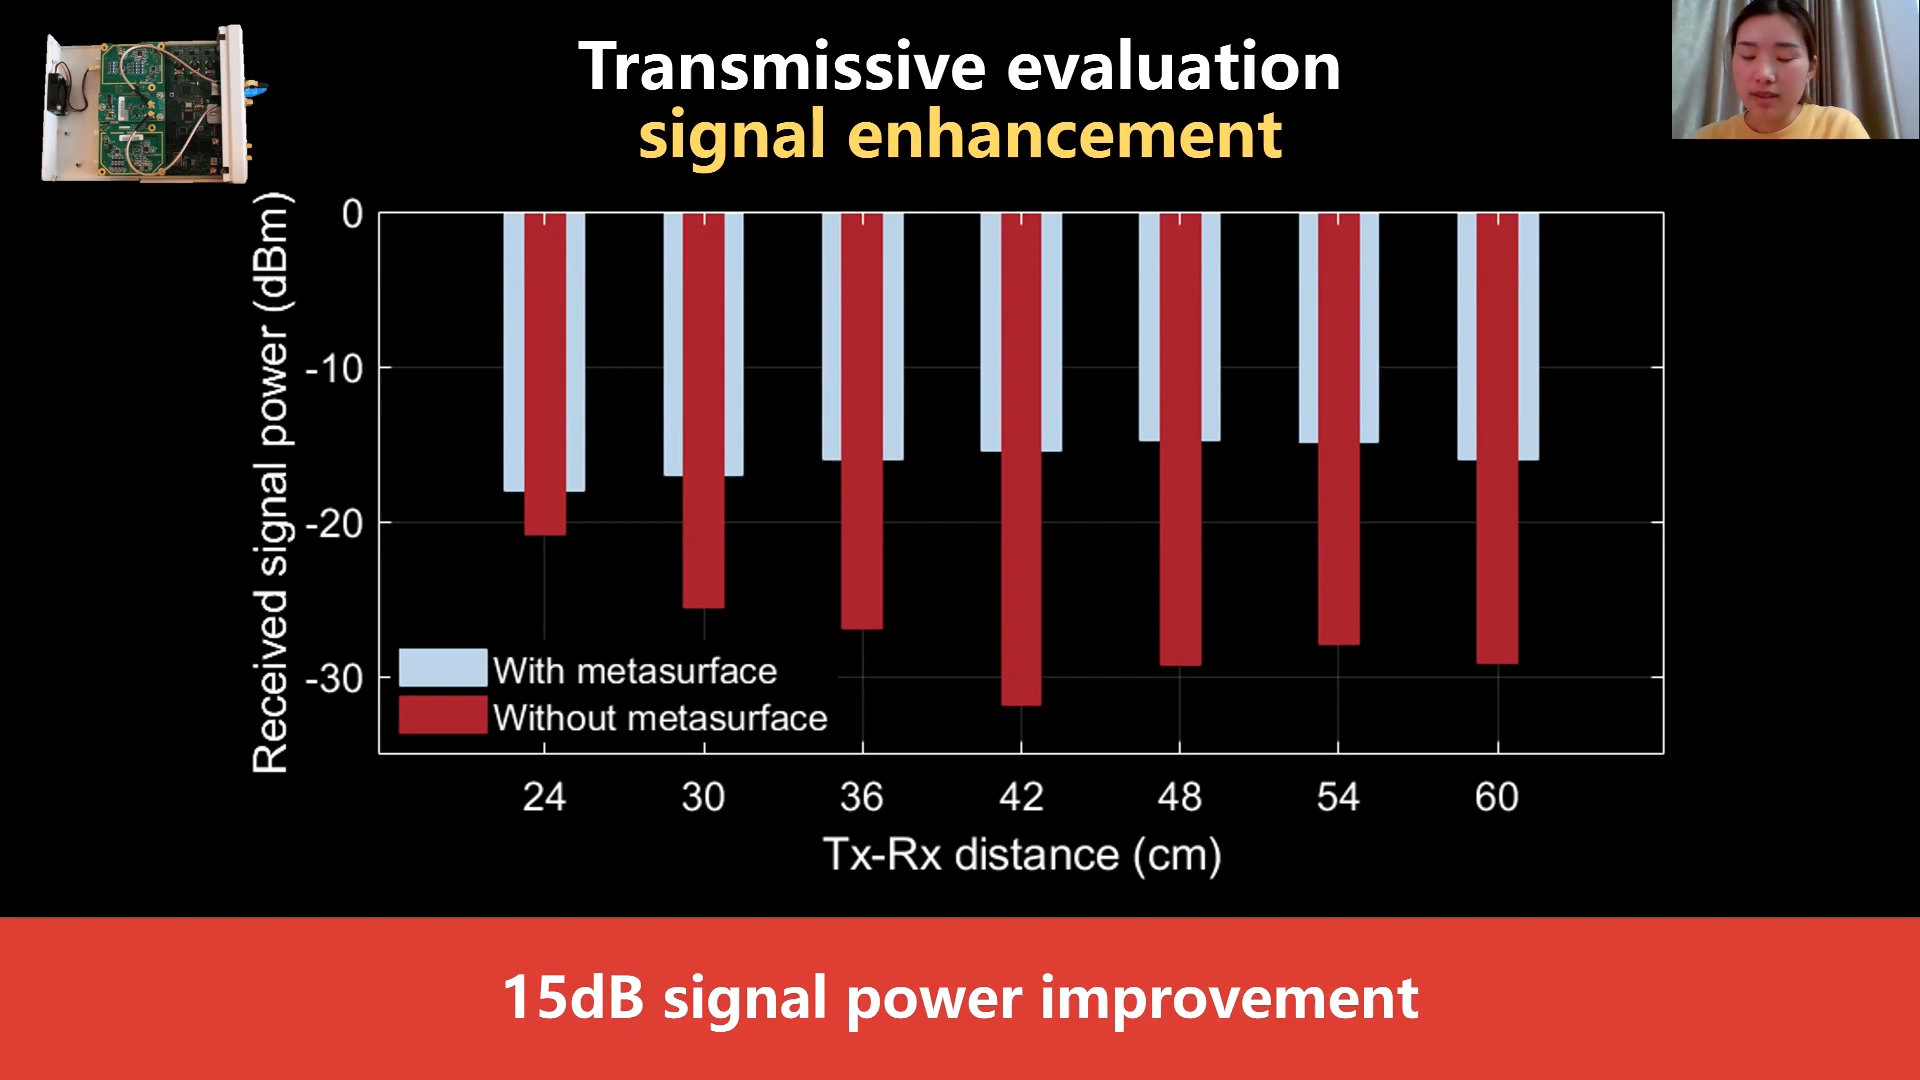 Transmissive evaluation
signal enhancement
Received signal power (dBm)
0
-10
-20
-30
With metasurface
Without metasurface
24 30 36 42 48 54 60
Tx-Rx distance (cm)
15dB signal power improvement